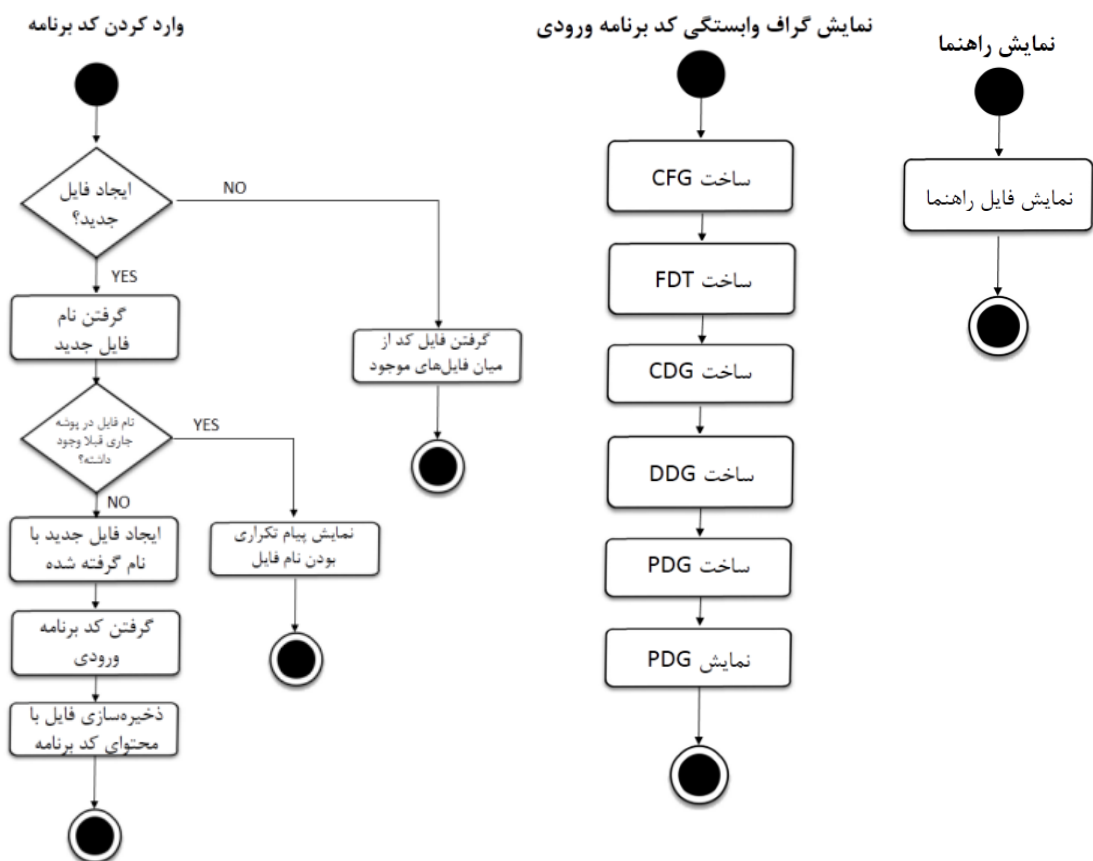 وارد کردن کد برنامه
ایجاد فایل
جدید؟
NO
YES
گرفتن نام
فایل جدید
گرفتن فایل کد از
میان فایل‌های موجود
نام فایل در پوشه
جاری قبلا وجود
داشته؟
YES
NO
ایجاد فایل جدید با
نام گرفته شده
نمایش پیام تکراری
بودن نام فایل
گرفتن کد برنامه
ورودی
ذخیره‌سازی فایل با
محتوای کد برنامه
نمایش گراف وابستگی کد برنامه ورودی
ساخت CFG
ساخت FDT
ساخت CDG
ساخت DDG
ساخت PDG
نمایش PDG
نمایش راهنما
نمایش فایل راهنما